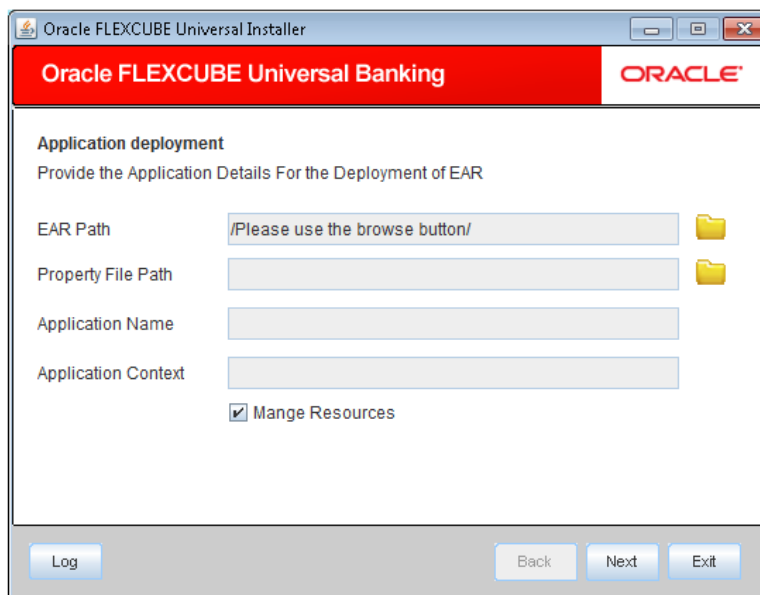 Oracle FLEXCUBE Universal Installer
Oracle FLEXCUBE Universal Banking
ORACLE
Application deployment
Provide the Application Details For the Deployment of EAR
EAR Path
/Please use the browse button/
Property File Path
Application Name
Application Context
Mange Resources
Log
Back
Next
Exit